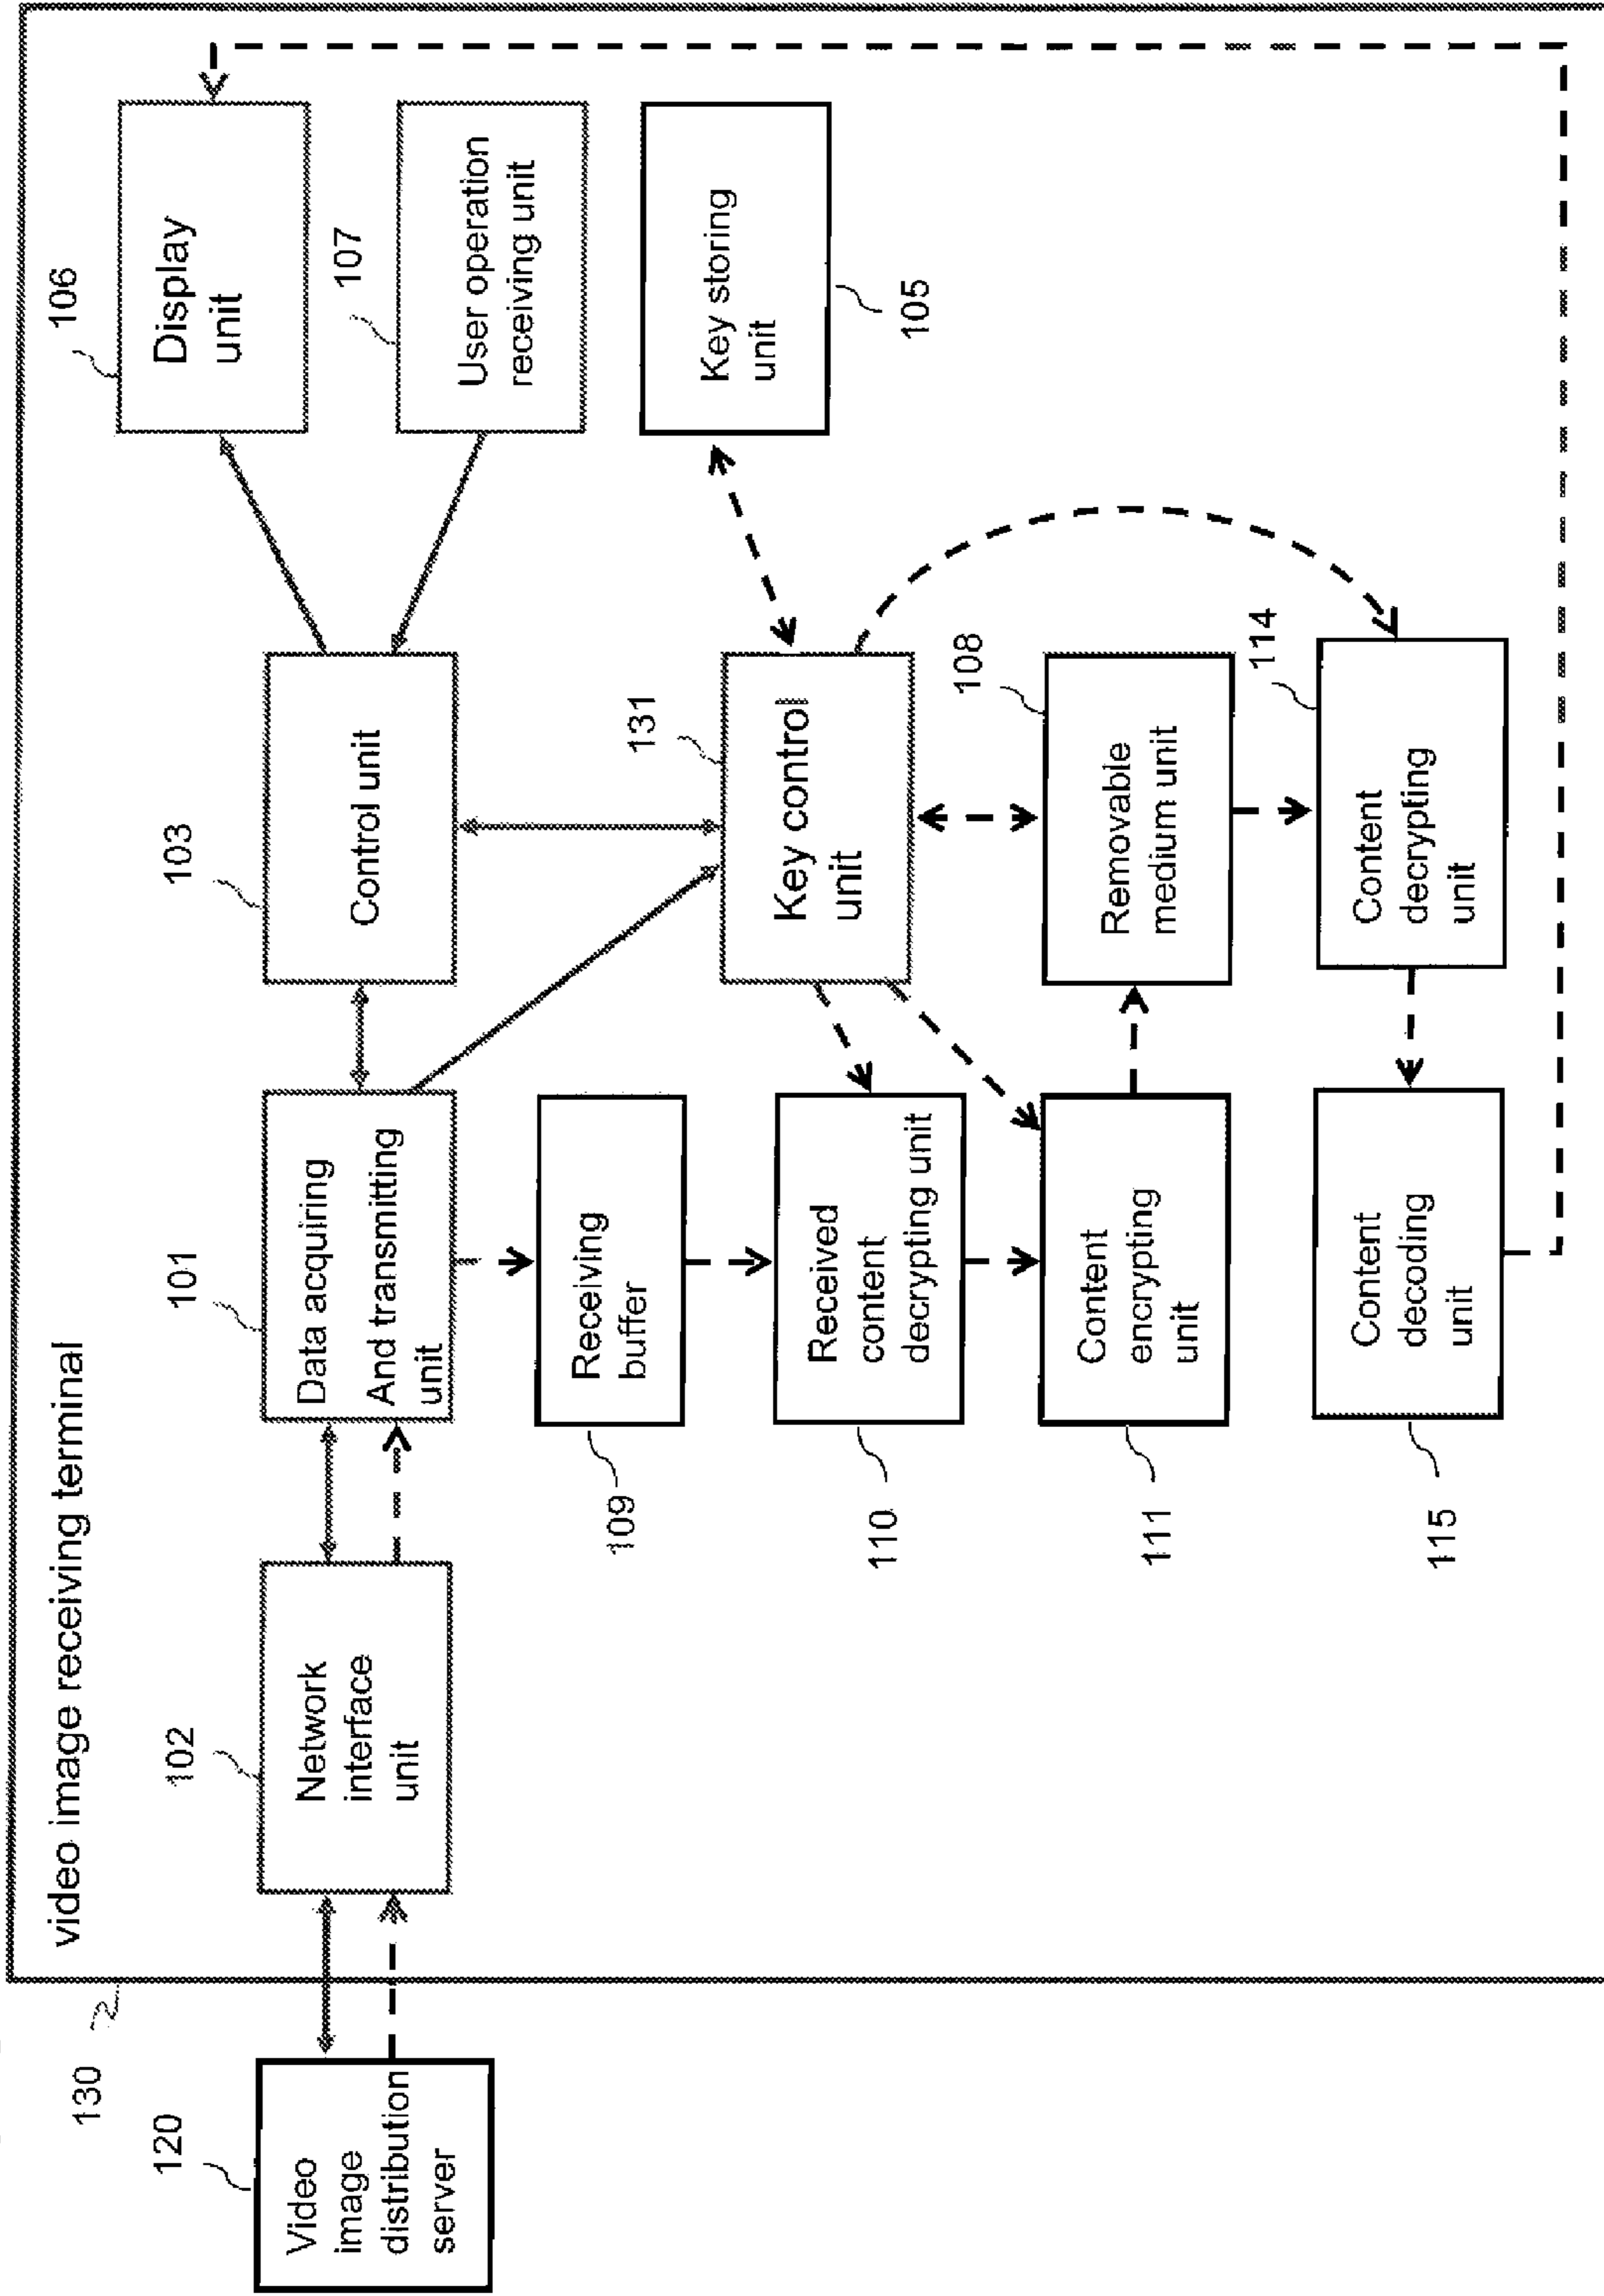 video image receiving terminal
130
120
Video
image
distribution
server
102
Network
interface
unit
101
Data acquiring
And transmitting
unit
103
Control unit
106
Display
unit
107
User operation
receiving unit
Key storing
unit
105
131
Key control
unit
109
Receiving
buffer
110
Received
content
decrypting unit
111
Content
encrypting
unit
108
Removable
medium unit
114
Content
decrypting
unit
115
Content
decoding
unit